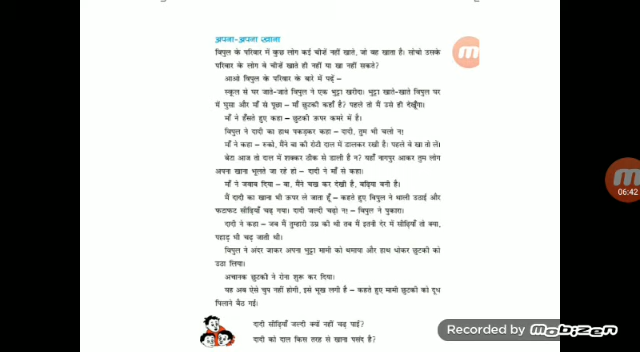 अपना-अपना खाना
विपुल के परिवार में कुछ लोग कई चीज़ें नहीं खाते, जो वह खाता है। सोचो उसके
परिवार के लोग वे चीज़ें खाते ही नहीं या खा नहीं सकते?
आओ विपुल के परिवार के बारे में पढ़ें –
स्कूल से घर जाते-जाते विपुल ने एक भुट्टा खरीदा। भुट्टा खाते-खाते विपुल घर
में घुसा और माँ से पूछा – माँ छुटकी कहाँ है? पहले तो मैं उसे ही देखूँगा।
माँ ने हँसते हुए कहा – छुटकी ऊपर कमरे में है।
विपुल ने दादी का हाथ पकड़कर कहा – दादी, तुम भी चलो न!
माँ ने कहा – रुको, मैंने बा की रोटी दाल में डालकर रखी है। पहले वे खा तो लें।
बेटा आज तो दाल में शक्कर ठीक से डाली है न? यहाँ नागपुर आकर तुम लोग
अपना खाना भूलते जा रहे हो – दादी ने माँ से कहा।
माँ ने जवाब दिया – बा, मैंने चख कर देखी है, बढ़िया बनी है।
मैं दादी का खाना भी ऊपर ले जाता हूँ – कहते हुए विपुल ने थाली उठाई और
फटाफट सीढ़ियाँ चढ़ गया। दादी जल्दी चढ़ो न! – विपुल ने पुकारा।
दादी ने कहा – जब मैं तुम्हारी उम्र की थी तब मैं इतनी देर में सीढ़ियाँ तो क्या,
पहाड़ भी चढ़ जाती थी।
विपुल ने अंदर जाकर अपना भुट्टा मामी को थमाया और हाथ धोकर छुटकी को
उठा लिया।
अचानक छुटकी ने रोना शुरू कर दिया।
यह अब ऐसे चुप नहीं होगी, इसे भूख लगी है – कहते हुए मामी छुटकी को दूध
पिलाने बैठ गई।
दादी सीढ़ियाँ जल्दी क्यों नहीं चढ़ पाईं?
दादी को दाल किस तरह से खाना पसंद है?
06:42
Recorded by Mobizen